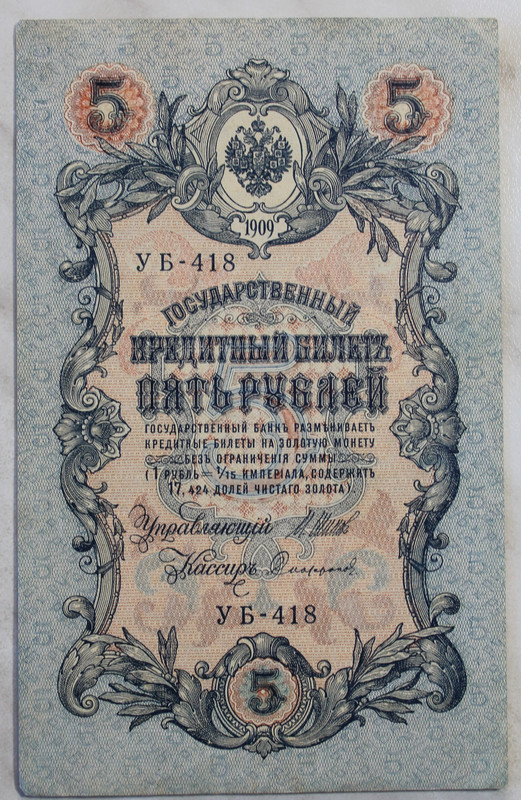 5 5
1909
УБ-418
ГОСУДАРСТВЕННЫЙ
КРЕДИТНЫЙ БИЛЕТЪ
ПЯТЬ РУБЛЕЙ
ГОСУДАРСТВЕННЫЙ БАНКЪ РАЗМѢНИВАЕТЪ
КРЕДИТНЫЕ БИЛЕТЫ НА ЗОЛОТУЮ МОНЕТУ
БЕЗЪ ОГРАНИЧЕНІЯ СУММЫ
(1 РУБЛЬ = 1/15 ИМПЕРІАЛА, СОДЕРЖИТЪ
17,424 ДОЛЕЙ ЧИСТАГО ЗОЛОТА).
Управляющій
Кассиръ
УБ-418
5